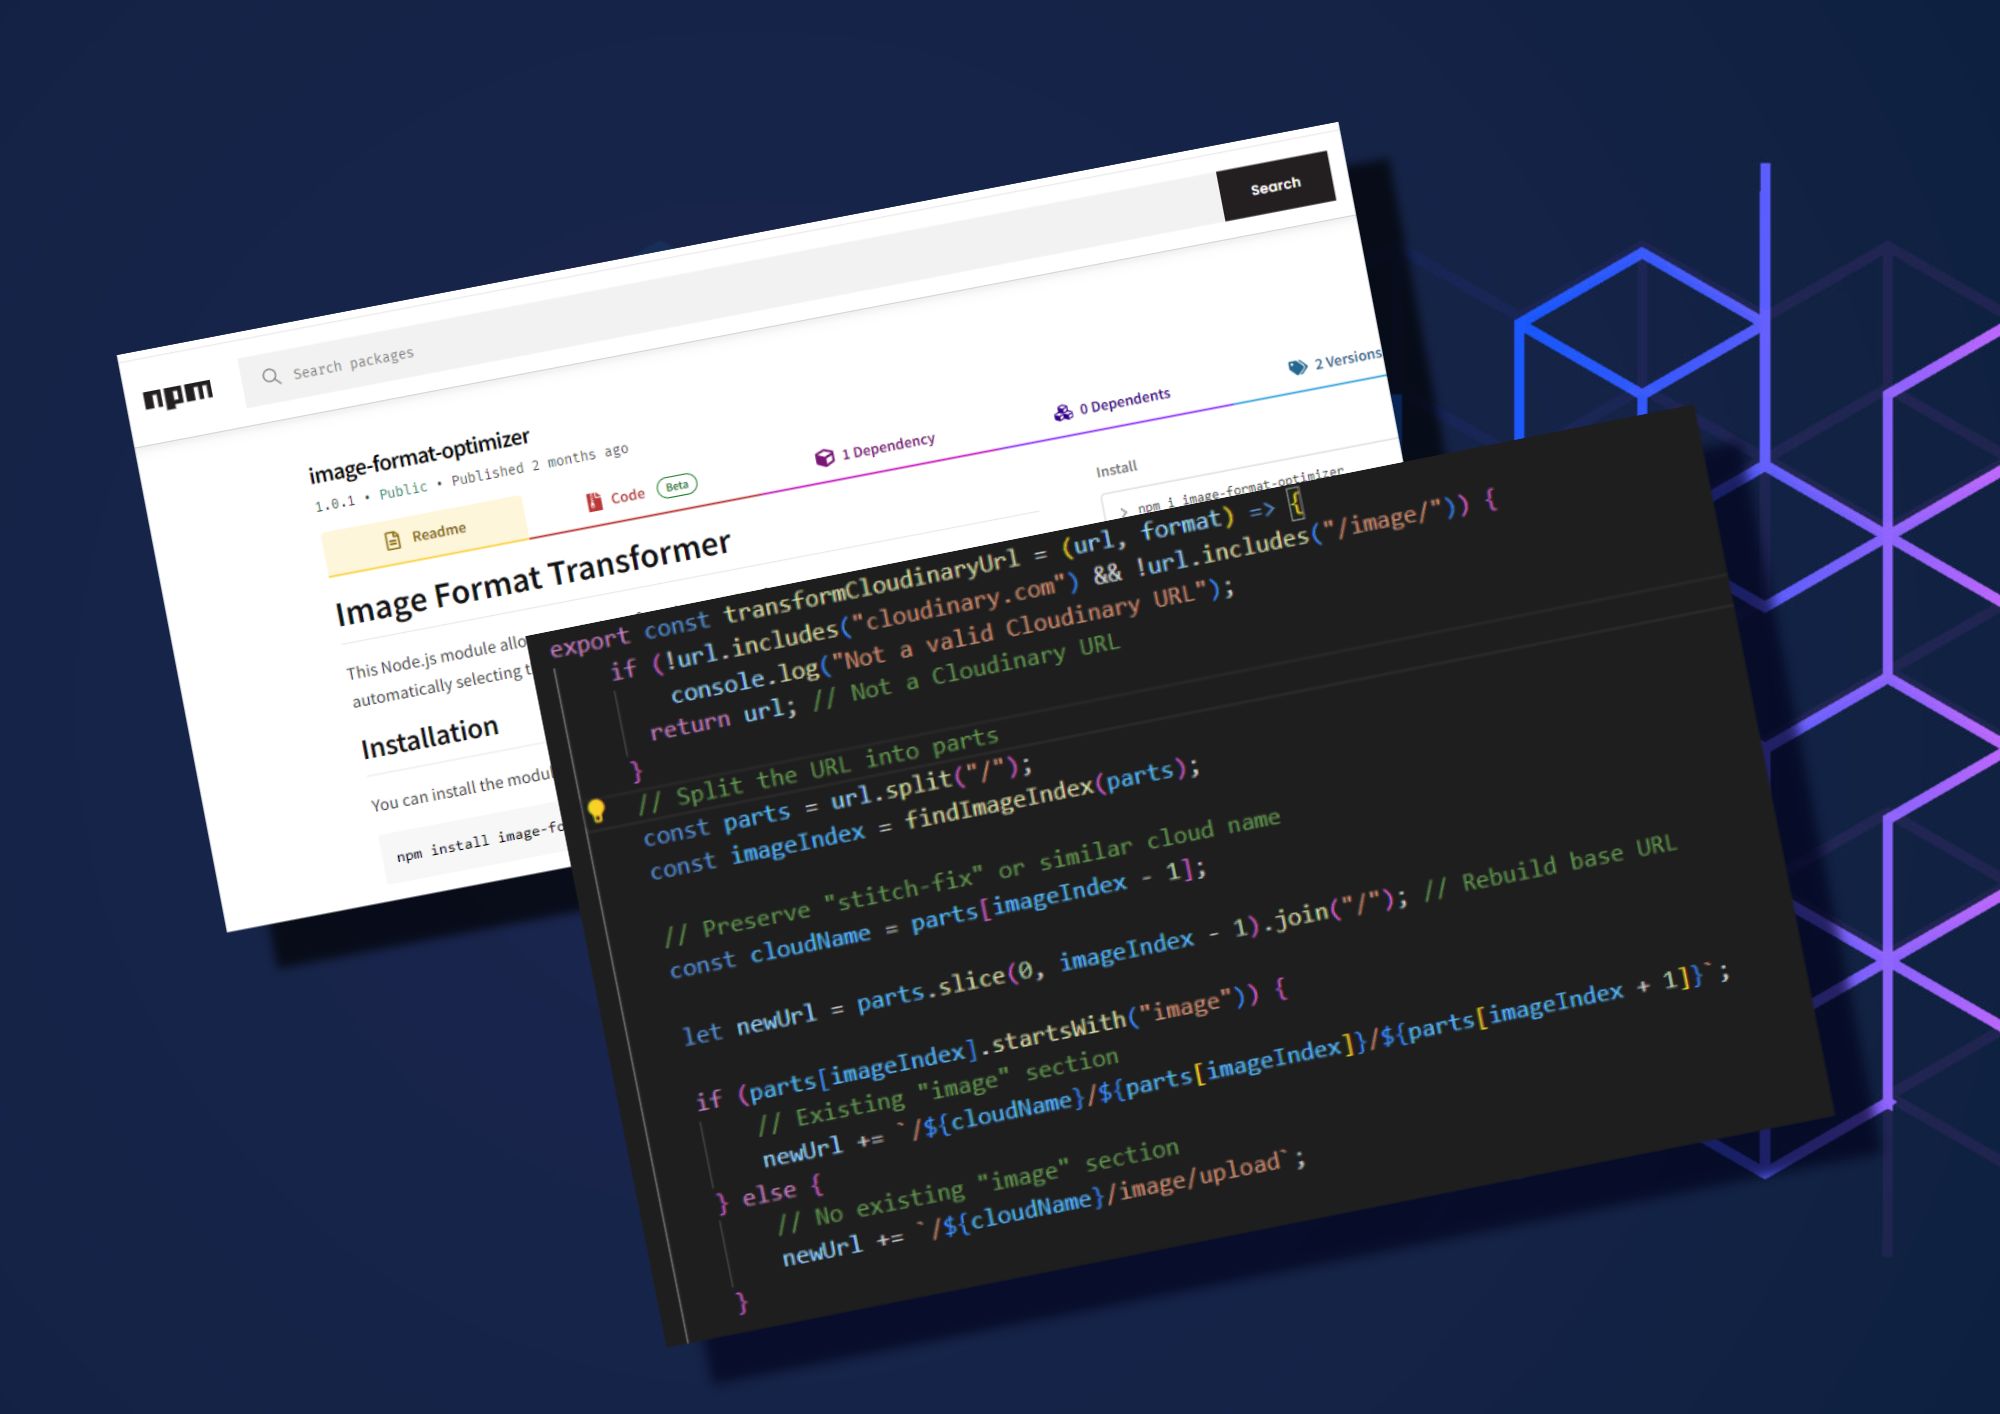 npm
Search packages
Search
image-format-optimizer
1.0.1 • Public • Published 2 months ago
Readme
Code Beta
1 Dependency
0 Dependents
2 Versions
Image Format Transformer
This Node.js module allo
automatically selecting t
Installation
You can install the modul
npm install image-fo
Install
> npm i image-format-optimizer
export const transformCloudinaryUrl = (url, format) => {
if (!url.includes("cloudinary.com") && !url.includes("/image/")) {
console.log("Not a valid Cloudinary URL");
return url; // Not a Cloudinary URL
}
// Split the URL into parts
const parts = url.split("/");
const imageIndex = findImageIndex(parts);
// Preserve "stitch-fix" or similar cloud name
const cloudName = parts[imageIndex - 1];
let newUrl = parts.slice(0, imageIndex - 1).join("/"); // Rebuild base URL
if (parts[imageIndex].startsWith("image")) {
// Existing "image" section
newUrl += `/${cloudName}/${parts[imageIndex]}/${parts[imageIndex + 1]}`;
} else {
// No existing "image" section
newUrl += `/${cloudName}/image/upload`;
}